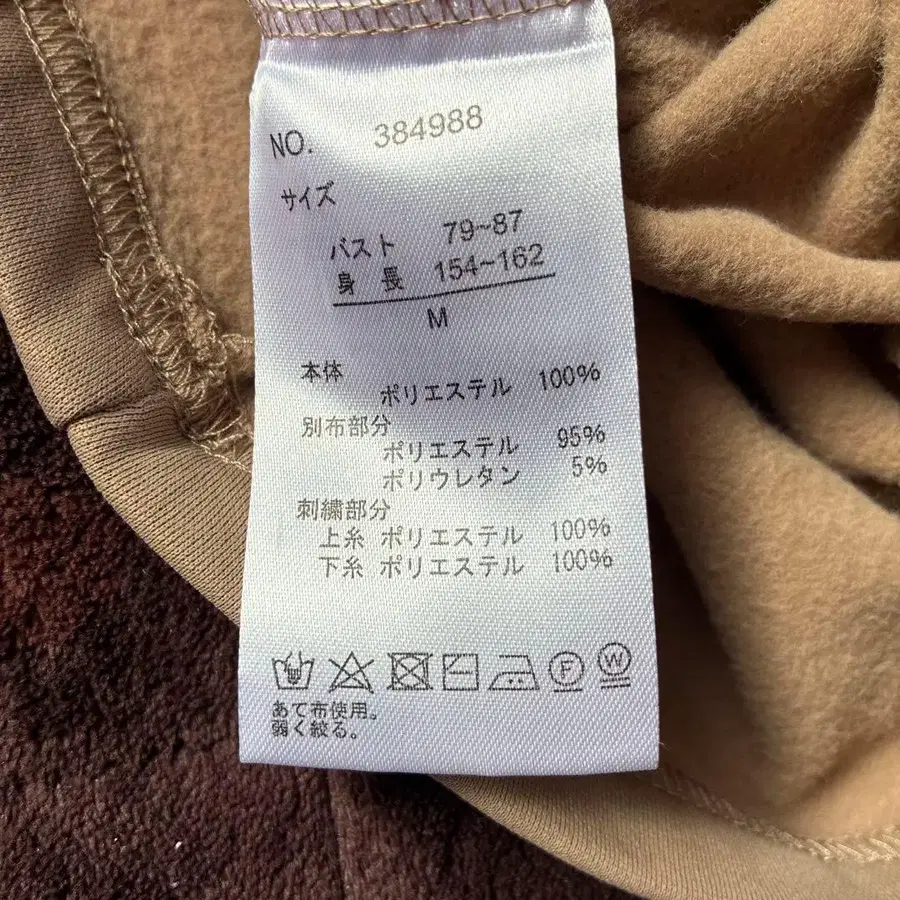 NO. 384988
サイズ
バスト 79~87
身長 154~162
M
本体
ポリエステル 100%
別布部分
ポリエステル 95%
ポリウレタン 5%
刺繍部分
上糸 ポリエステル 100%
下糸 ポリエステル 100%
F W
あて布使用。
弱く絞る。